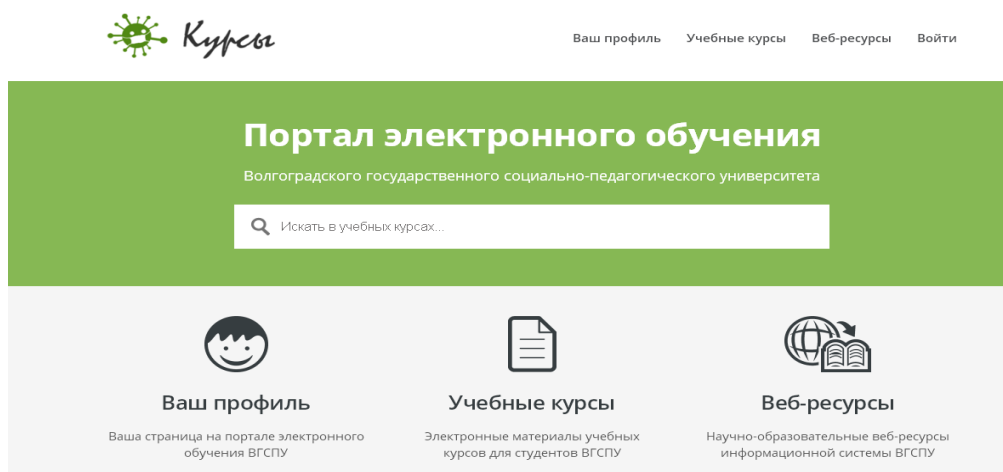 Курсы
Ваш профиль Учебные курсы Веб-ресурсы Войти
Портал электронного обучения
Волгоградского государственного социально-педагогического университета
Искать в учебных курсах...
Ваш профиль
Ваша страница на портале электронного
обучения ВГСПУ
Учебные курсы
Электронные материалы учебных
курсов для студентов ВГСПУ
Веб-ресурсы
Научно-образовательные веб-ресурсы
информационной системы ВГСПУ